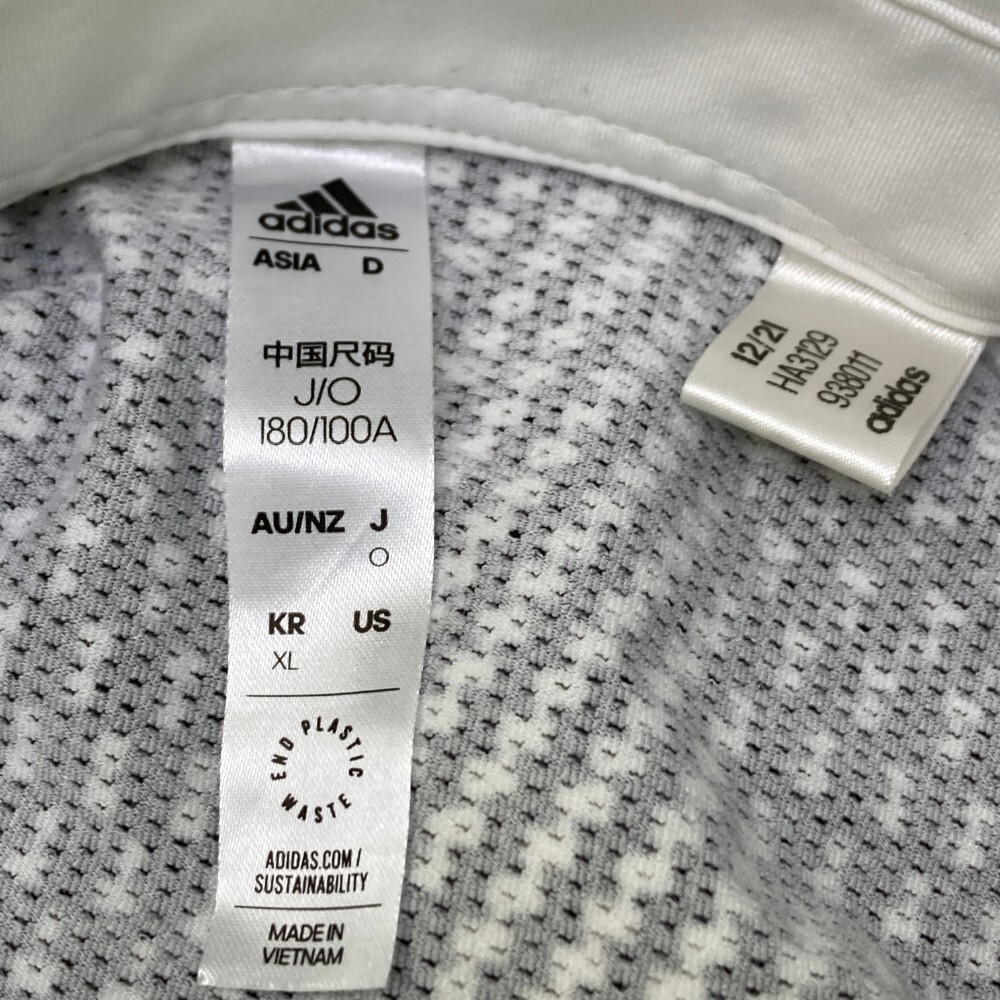 adidas
ASIA D
中国尺码
J/O
180/100A
AU/NZ J
O
KR US
XL
END PLASTIC WASTE
ADIDAS.COM/
SUSTAINABILITY
MADE IN
VIETNAM
12/21
HA3129
938011
adidas